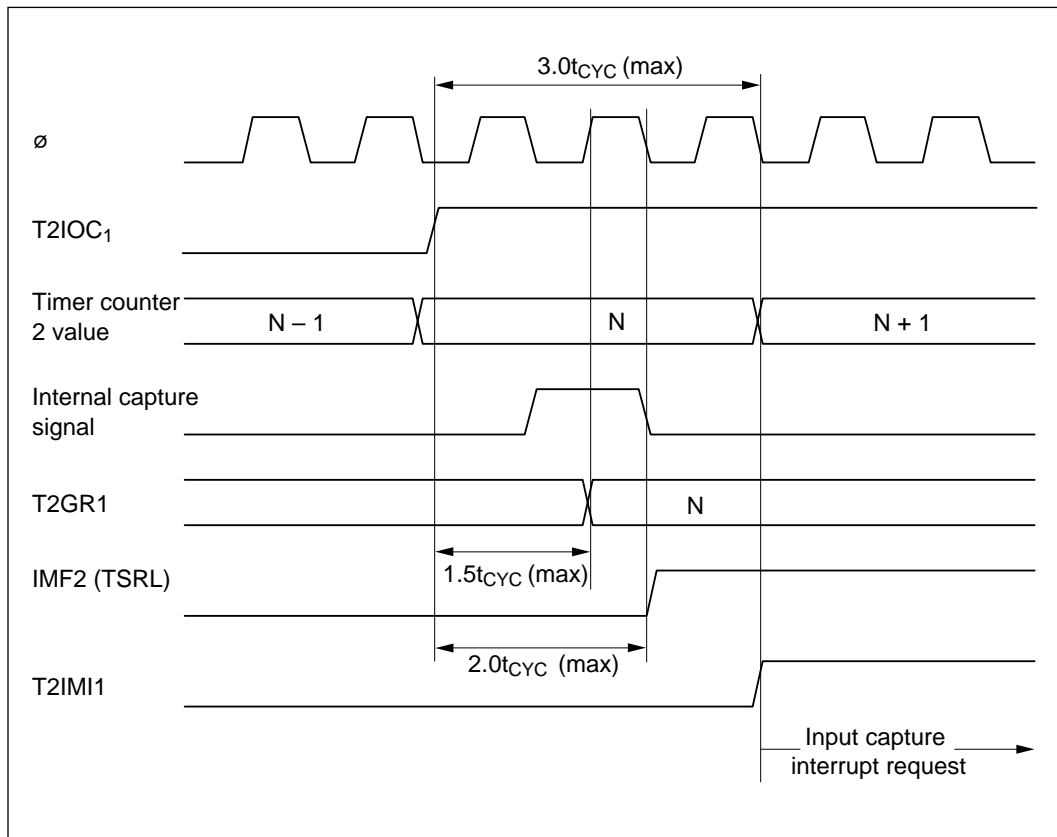 3.0tCYC (max)
ø
T2IOC1
Timer counter
2 value
N – 1
N
N + 1
Internal capture
signal
T2GR1
N
1.5tCYC (max)
IMF2 (TSRL)
2.0tCYC (max)
T2IMI1
Input capture
interrupt request